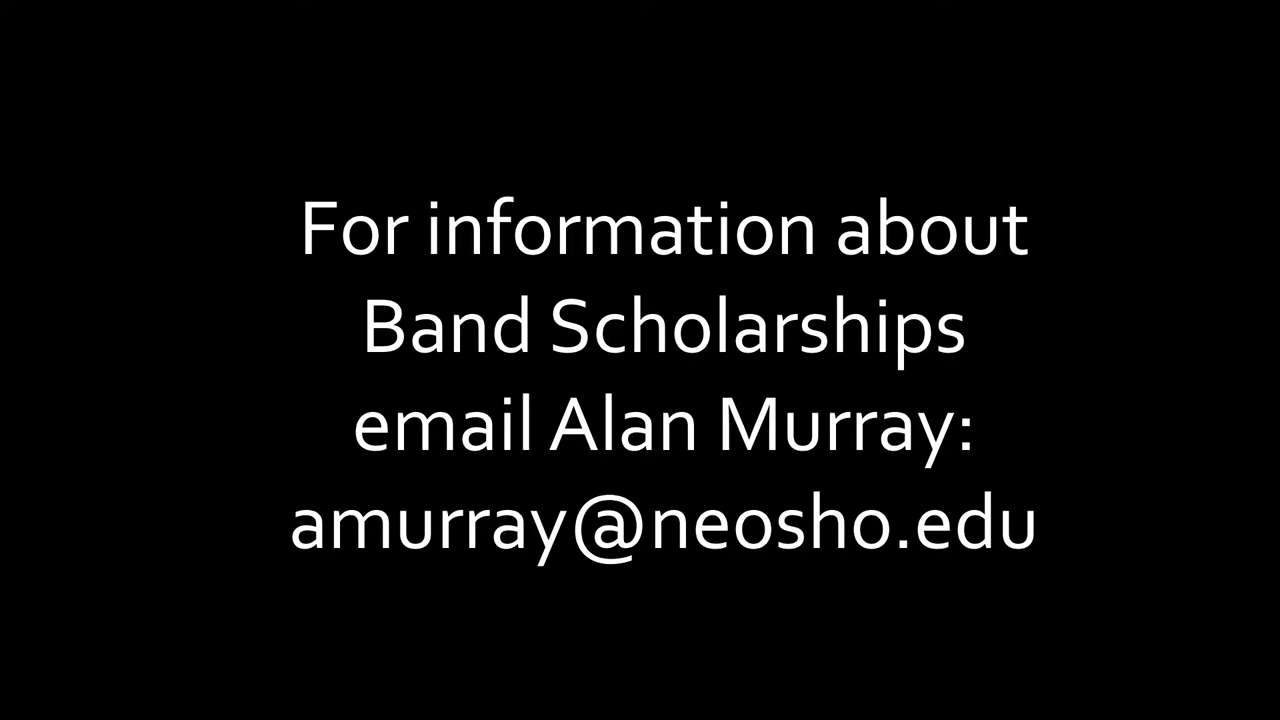 For information about
Band Scholarships
email Alan Murray:
amurray@neosho.edu